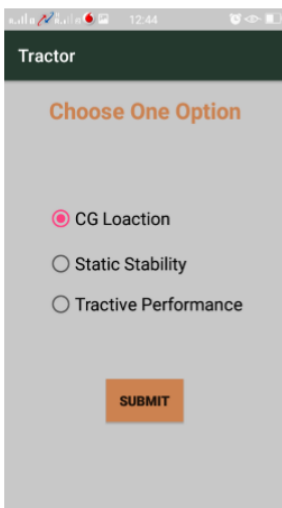 12:44
Tractor
Choose One Option
CG Loaction
Static Stability
Tractive Performance
SUBMIT